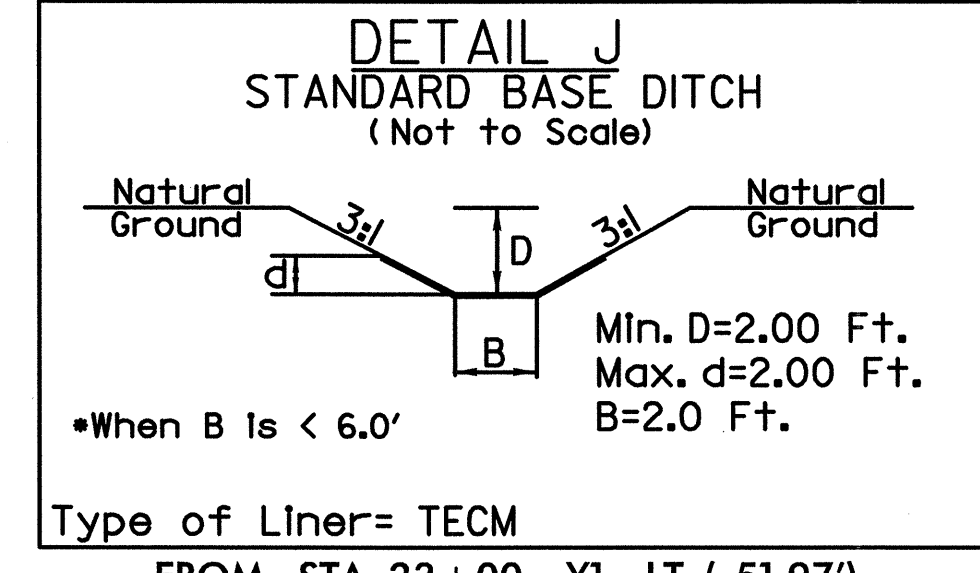 DETAIL J
STANDARD BASE DITCH
(Not to Scale)
Natural
Ground
3:1
d
D
3:1
Natural
Ground
B
Min. D=2.00 Ft.
Max. d=2.00 Ft.
B=2.0 Ft.
*When B is < 6.0'
Type of Liner= TECM